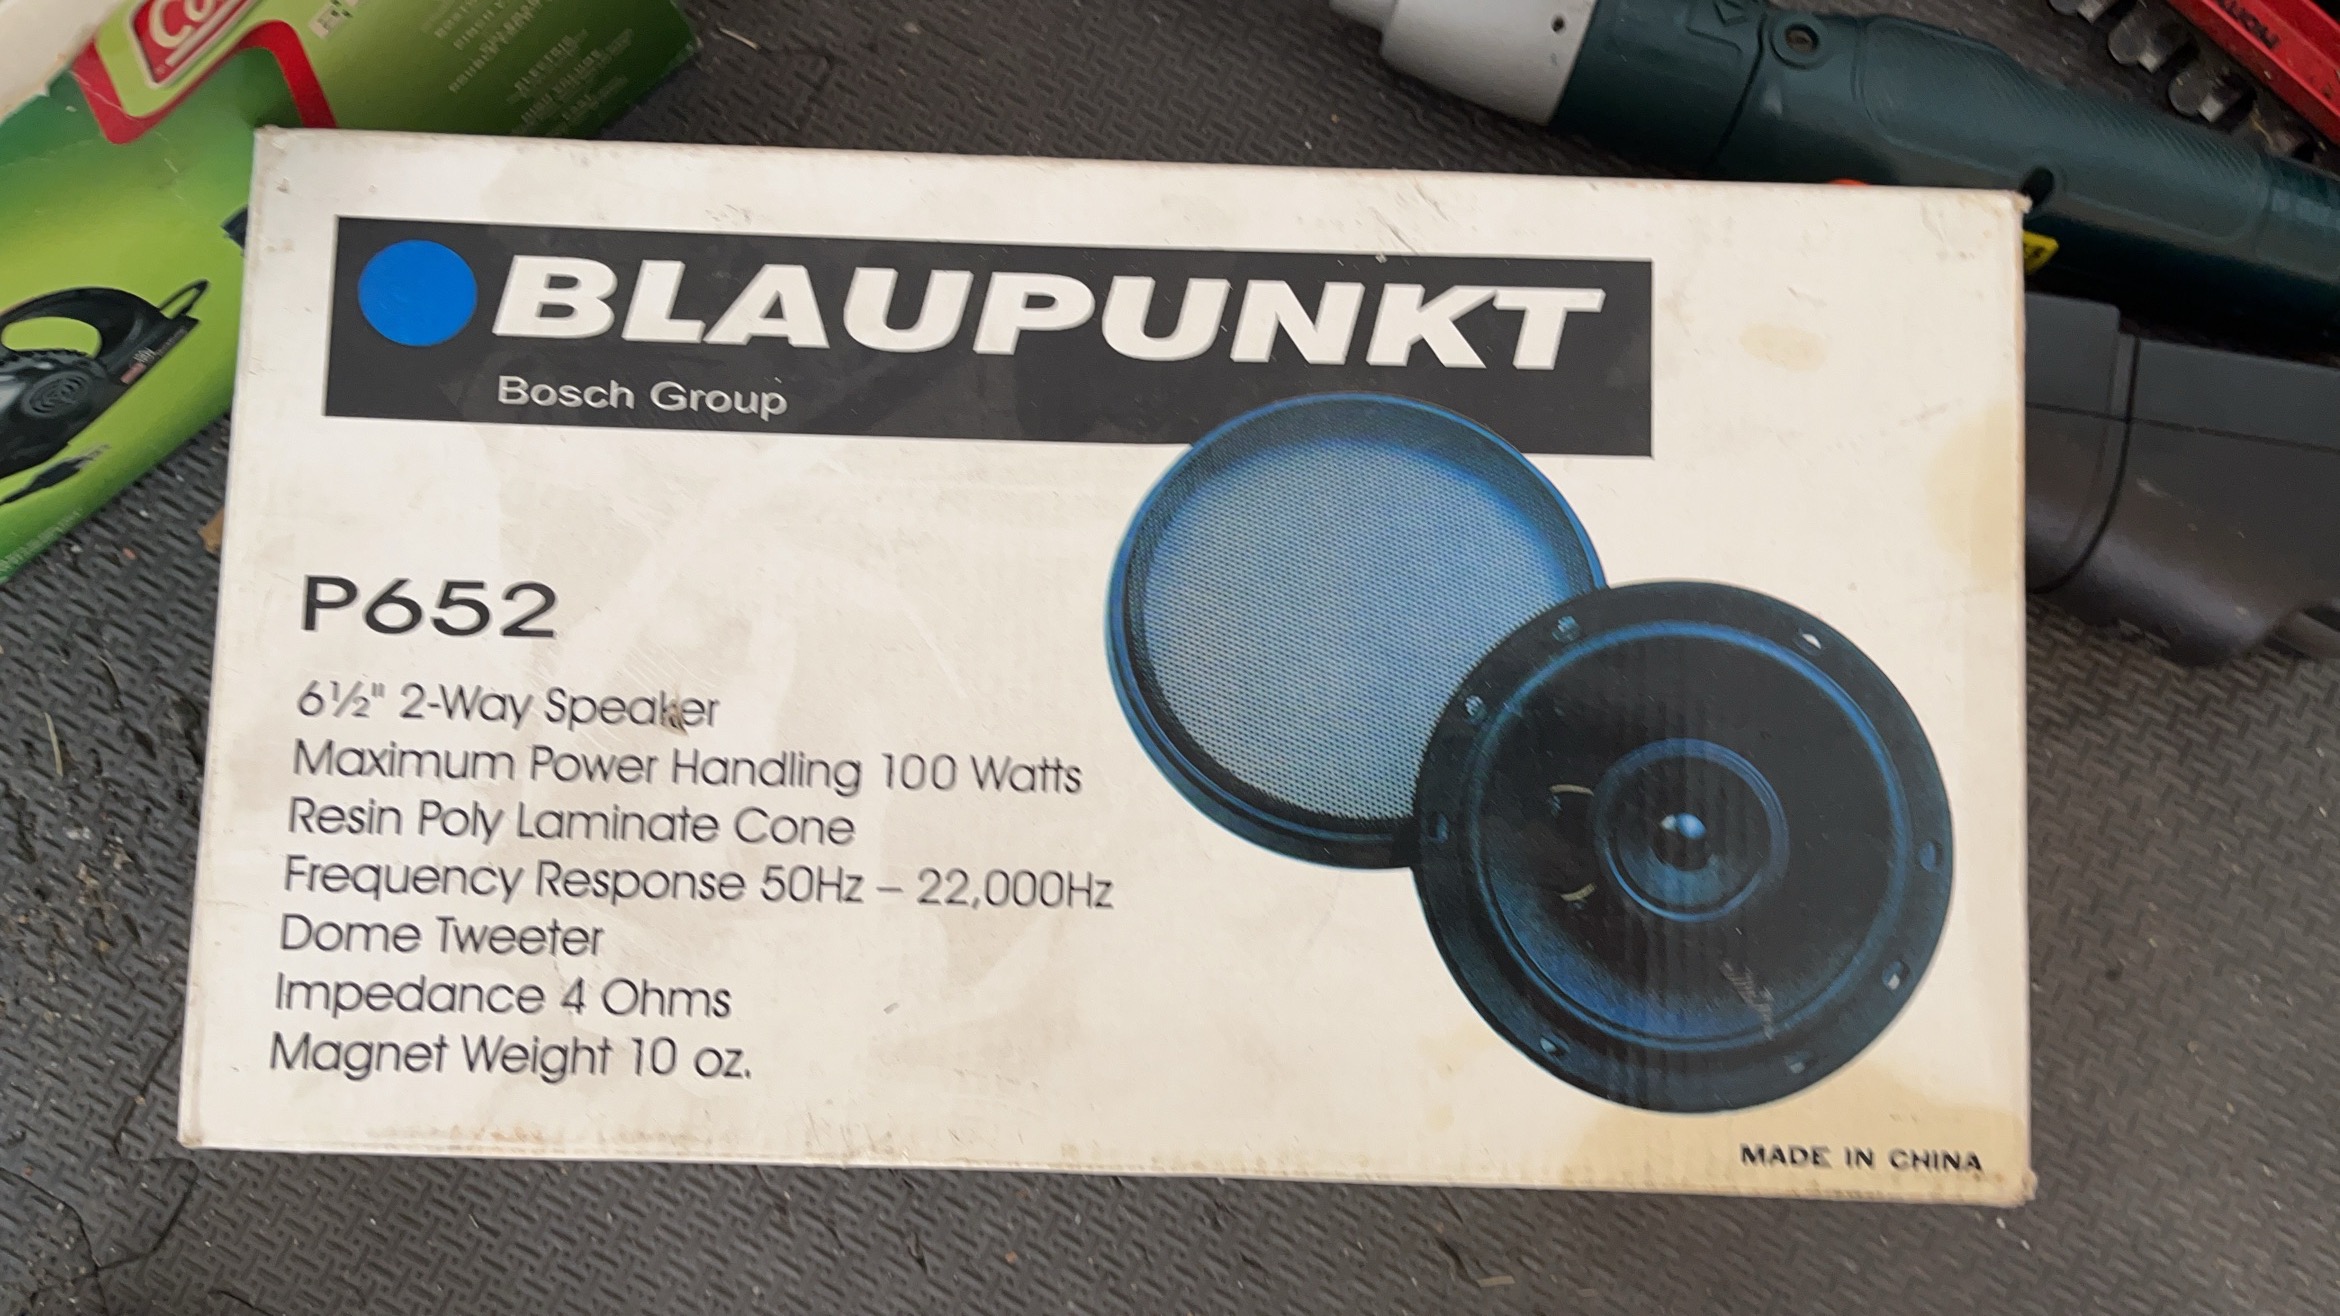 BLAUPUNKT
Bosch Group
P652
6½" 2-Way Speaker
Maximum Power Handling 100 Watts
Resin Poly Laminate Cone
Frequency Response 50Hz – 22,000Hz
Dome Tweeter
Impedance 4 Ohms
Magnet Weight 10 oz.
MADE IN CHINA